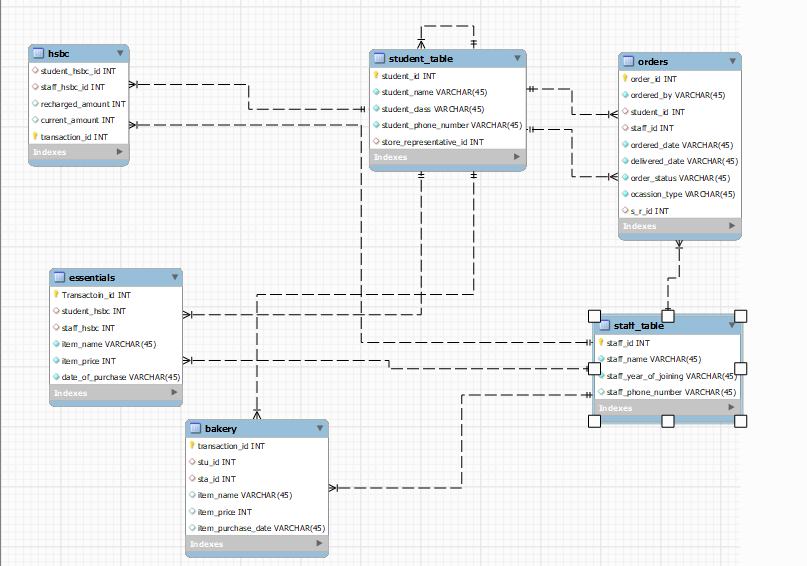 hsbc
student_hsbc_id INT
staff_hsbc_id INT
recharged_amount INT
current_amount INT
transaction_id INT
Indexes
student_table
student_id INT
student_name VARCHAR(45)
student_class VARCHAR(45)
student_phone_number VARCHAR(45)
store_representative_id INT
Indexes
orders
order_id INT
ordered_by VARCHAR(45)
student_id INT
staff_id INT
ordered_date VARCHAR(45)
delivered_date VARCHAR(45)
order_status VARCHAR(45)
ocassion_type VARCHAR(45)
s_r_id INT
Indexes
essentials
Transactoin_id INT
student_hsbc INT
staff_hsbc INT
item_name VARCHAR(45)
item_price INT
date_of_purchase VARCHAR(45)
Indexes
staff_table
staff_id INT
staff_name VARCHAR(45)
staff_year_of_joining VARCHAR(45)
staff_phone_number VARCHAR(45)
Indexes
bakery
transaction_id INT
stu_id INT
sta_id INT
item_name VARCHAR(45)
item_price INT
item_purchase_date VARCHAR(45)
Indexes